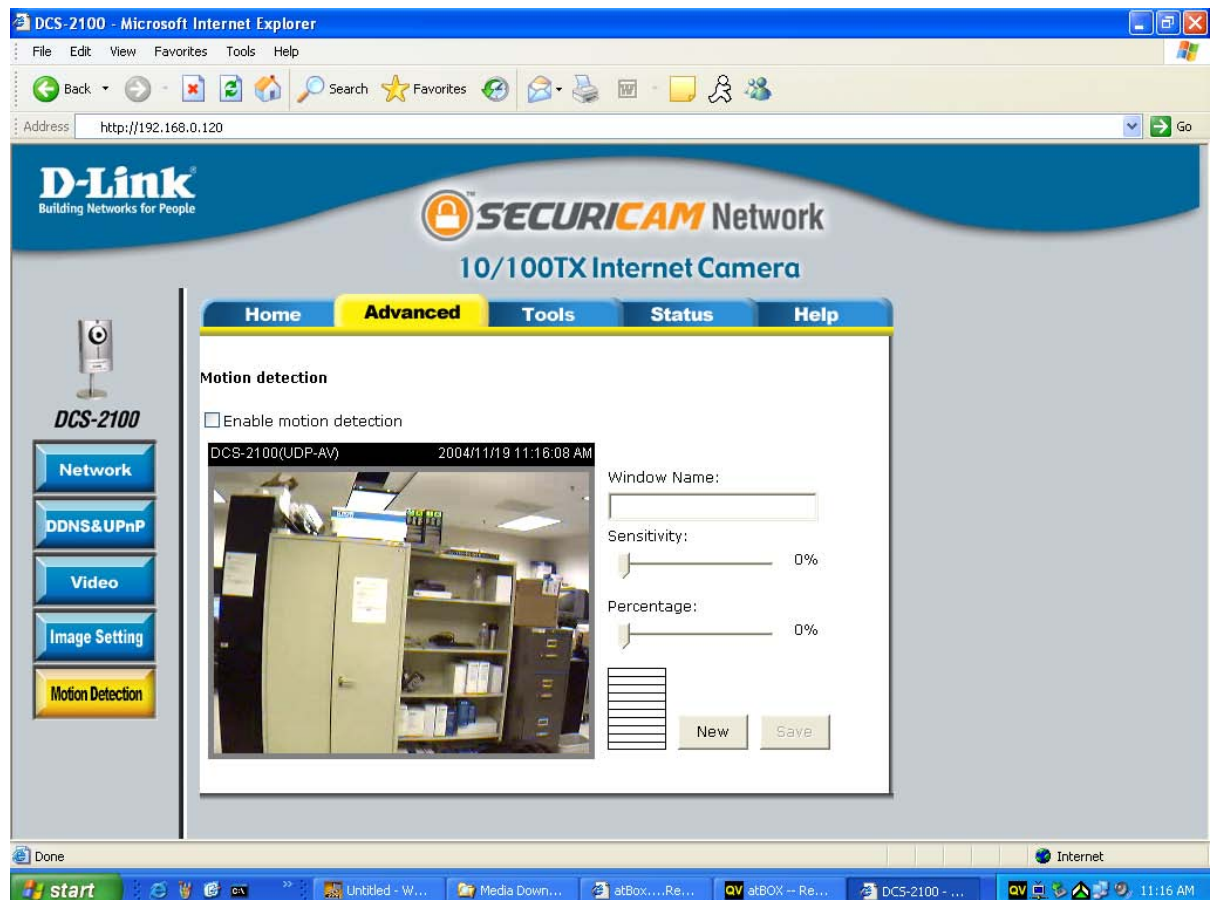 DCS-2100 - Microsoft Internet Explorer
File Edit View Favorites Tools Help
Back Search Favorites
Address http://192.168.0.120 Go
D-Link
Building Networks for People
SECURICAM Network
TM
10/100TX Internet Camera
Home Advanced Tools Status Help
DCS-2100
Network
DDNS&UPnP
Video
Image Setting
Motion Detection
Motion detection
Enable motion detection
DCS-2100(UDP-AV) 2004/11/19 11:16:08 AM
Window Name:
Sensitivity:
0%
Percentage:
0%
New Save
Done Internet
start Untitled - W... Media Down... atBox....Re... QV atBOX -- Re... DCS-2100 - ... QV 11:16 AM